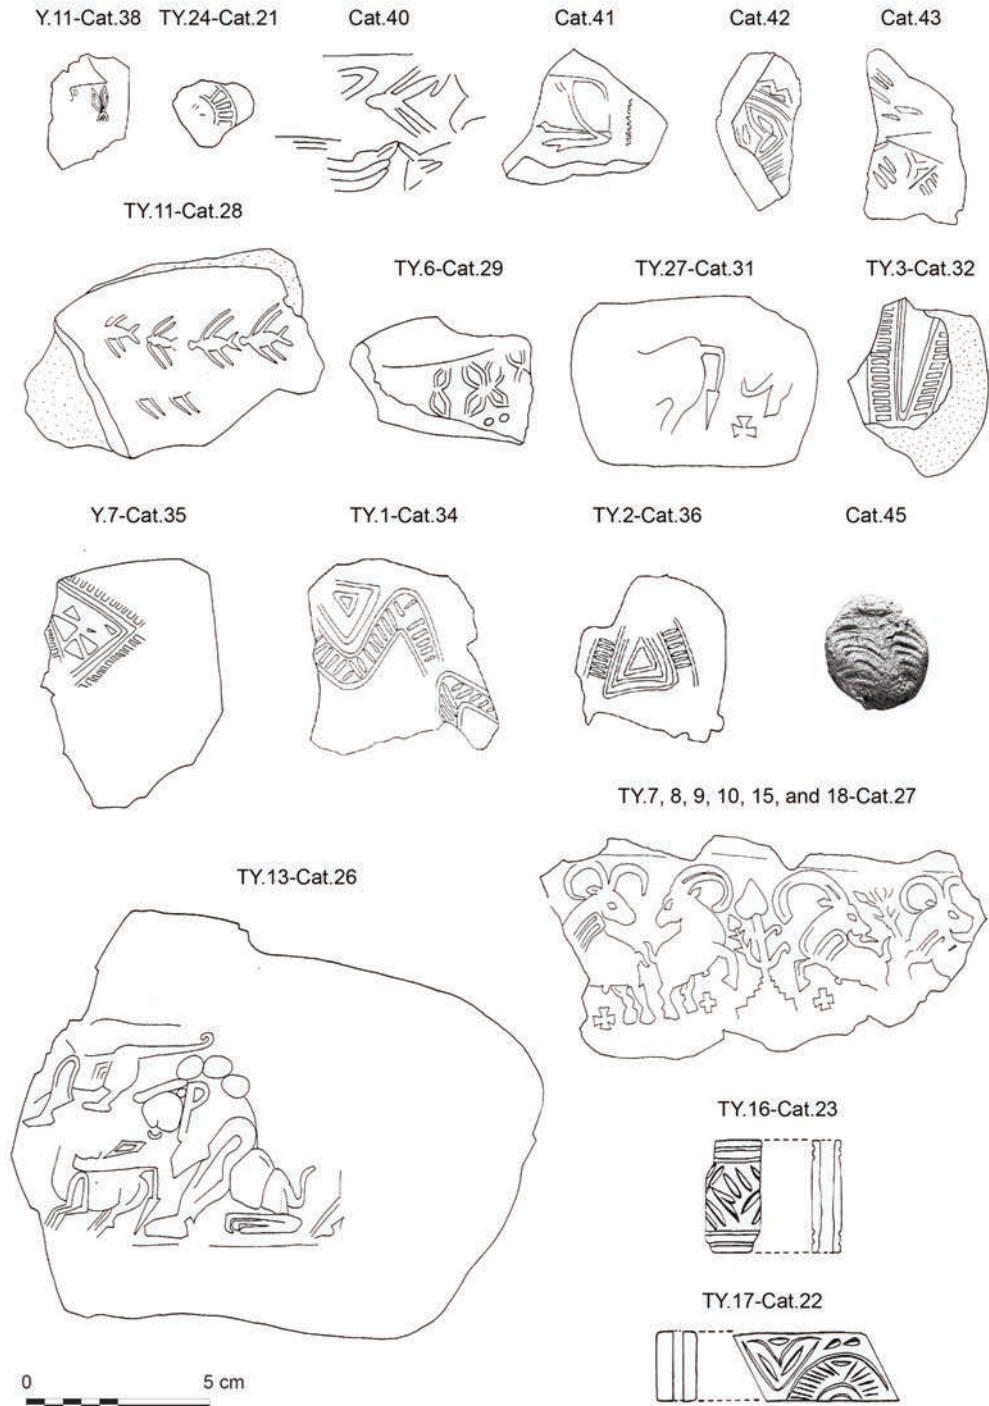 Y.11-Cat.38 TY.24-Cat.21 Cat.40 Cat.41 Cat.42 Cat.43
TY.11-Cat.28
TY.6-Cat.29 TY.27-Cat.31 TY.3-Cat.32
Y.7-Cat.35 TY.1-Cat.34 TY.2-Cat.36 Cat.45
TY.7, 8, 9, 10, 15, and 18-Cat.27
TY.13-Cat.26
TY.16-Cat.23
TY.17-Cat.22
0 5 cm